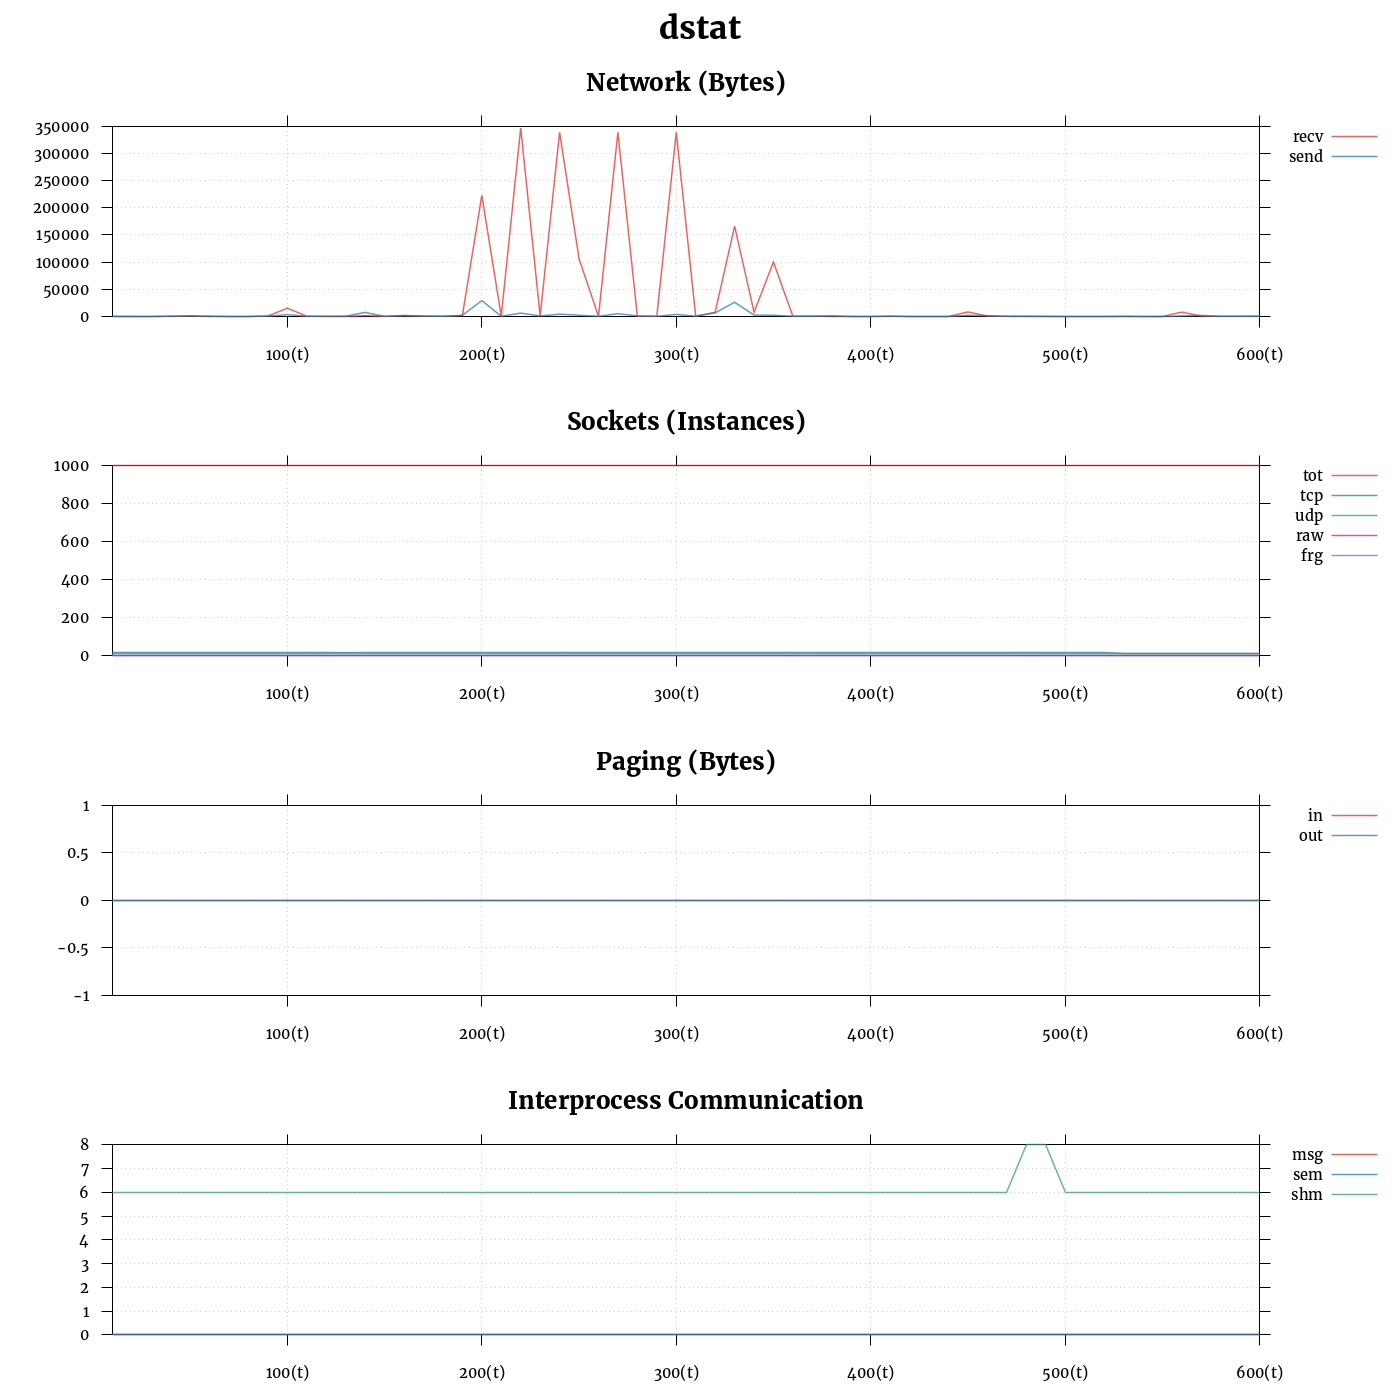 dstat
Network (Bytes)
350000
300000
250000
200000
150000
100000
50000
0
100(t) 200(t) 300(t) 400(t) 500(t) 600(t)
recv
send
Sockets (Instances)
1000
800
600
400
200
0
100(t) 200(t) 300(t) 400(t) 500(t) 600(t)
tot
tcp
udp
raw
frg
Paging (Bytes)
1
0.5
0
-0.5
-1
100(t) 200(t) 300(t) 400(t) 500(t) 600(t)
in
out
Interprocess Communication
8
7
6
5
4
3
2
1
0
100(t) 200(t) 300(t) 400(t) 500(t) 600(t)
msg
sem
shm